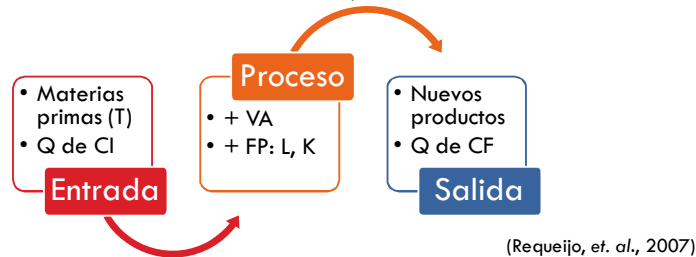 • Materias
primas (T)
• Q de CI
Entrada
Proceso
• + VA
• + FP: L, K
• Nuevos
productos
• Q de CF
Salida
(Requeijo, et. al., 2007)